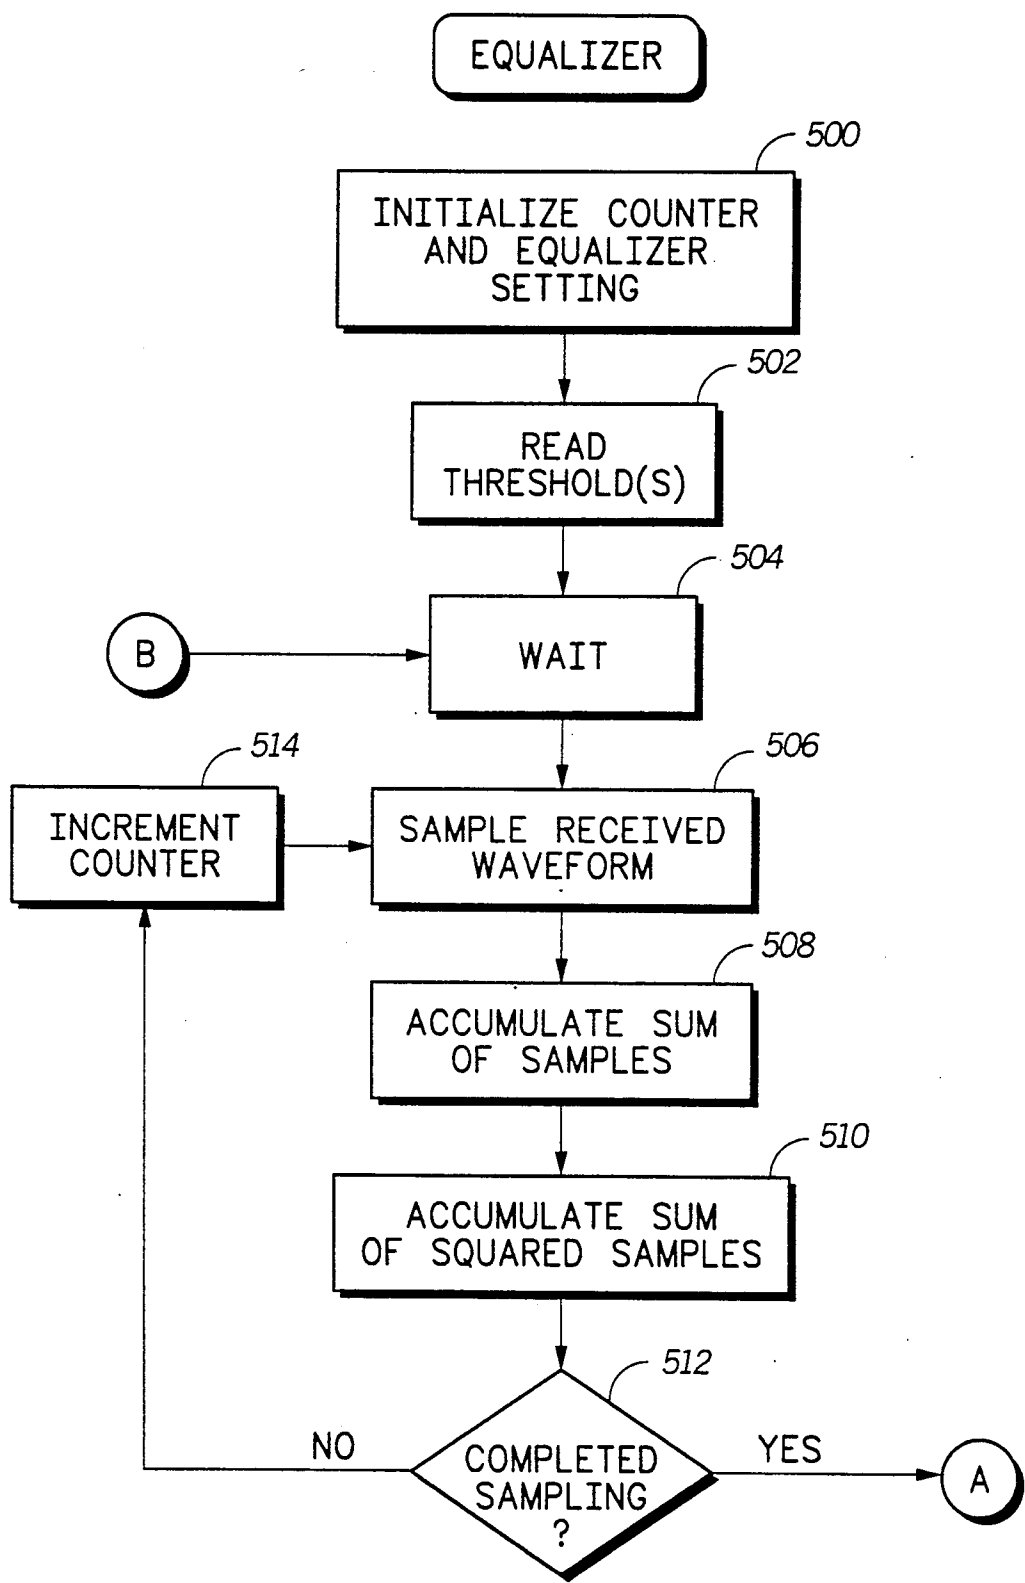 EQUALIZER
500
INITIALIZE COUNTER
AND EQUALIZER
SETTING
502
READ
THRESHOLD(S)
504
B
WAIT
514
506
INCREMENT
COUNTER
SAMPLE RECEIVED
WAVEFORM
508
ACCUMULATE SUM
OF SAMPLES
510
ACCUMULATE SUM
OF SQUARED SAMPLES
512
NO
COMPLETED
SAMPLING
?
YES
A